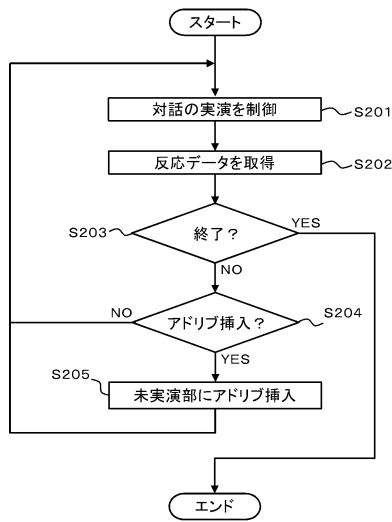 スタート
対話の実演を制御
S201
反応データを取得
S202
S203
終了？
YES
NO
NO
アドリブ挿入？
S204
YES
S205
未実演部にアドリブ挿入
エンド